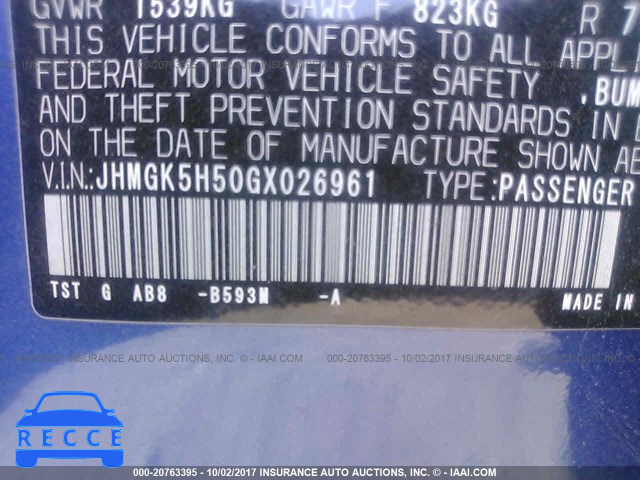 GVWR 1539KG GAWR F 823KG R 7
THIS VEHICLE CONFORMS TO ALL APPL
FEDERAL MOTOR VEHICLE SAFETY ,BUM
AND THEFT PREVENTION STANDARDS IN
ON THE DATE OF MANUFACTURE SHOWN
V.I.N.:JHMGK5H50GX026961 TYPE:PASSENGER
TST G AB8 -B593M -A MADE IN
INSURANCE AUTO AUCTIONS, INC. - © IAAI.COM 000-20763395 - 10/02/2017 INSURANCE AUTO AUCTIONS, INC. - © IAAI.COM
RECCE
000-20763395 - 10/02/2017 INSURANCE AUTO AUCTIONS, INC. - © IAAI.COM